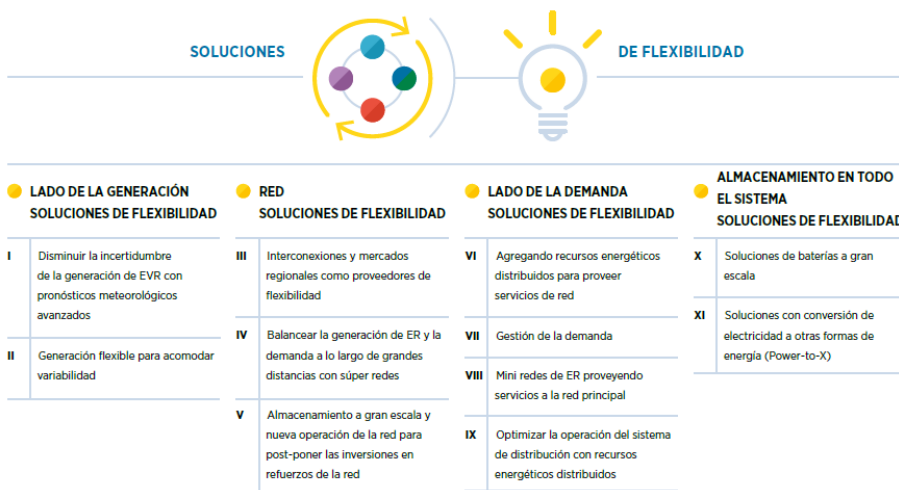 SOLUCIONES
DE FLEXIBILIDAD
LADO DE LA GENERACIÓN
SOLUCIONES DE FLEXIBILIDAD
I
Disminuir la incertidumbre
de la generación de EVR con
pronósticos meteorológicos
avanzados
II
Generación flexible para acomodar
variabilidad
RED
SOLUCIONES DE FLEXIBILIDAD
III
Interconexiones y mercados
regionales como proveedores de
flexibilidad
IV
Balancear la generación de ER y la
demanda a lo largo de grandes
distancias con súper redes
V
Almacenamiento a gran escala y
nueva operación de la red para
post-poner las inversiones en
refuerzos de la red
LADO DE LA DEMANDA
SOLUCIONES DE FLEXIBILIDAD
VI
Agregando recursos energéticos
distribuidos para proveer
servicios de red
VII
Gestión de la demanda
VIII
Mini redes de ER proveyendo
servicios a la red principal
IX
Optimizar la operación del sistema
de distribución con recursos
energéticos distribuidos
ALMACENAMIENTO EN TODO
EL SISTEMA
SOLUCIONES DE FLEXIBILIDAD
X
Soluciones de baterías a gran
escala
XI
Soluciones con conversión de
electricidad a otras formas de
energía (Power-to-X)